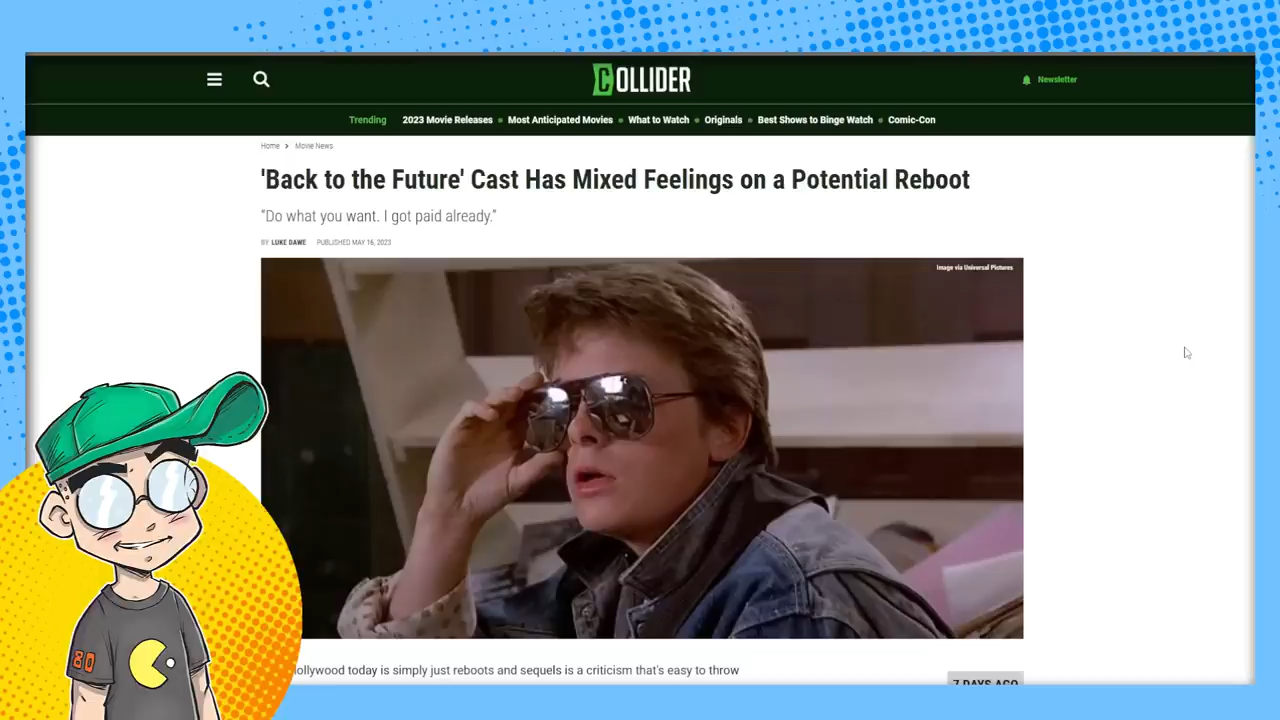 COLLIDER
Newsletter
Trending 2023 Movie Releases Most Anticipated Movies What to Watch Originals Best Shows to Binge Watch Comic-Con
Home > Movie News
'Back to the Future' Cast Has Mixed Feelings on a Potential Reboot
“Do what you want. I got paid already.”
BY LUKE DAWE PUBLISHED MAY 16, 2023
Image via Universal Pictures
80
today is simply just reboots and sequels is a criticism that's easy to throw
7 DAYS AGO